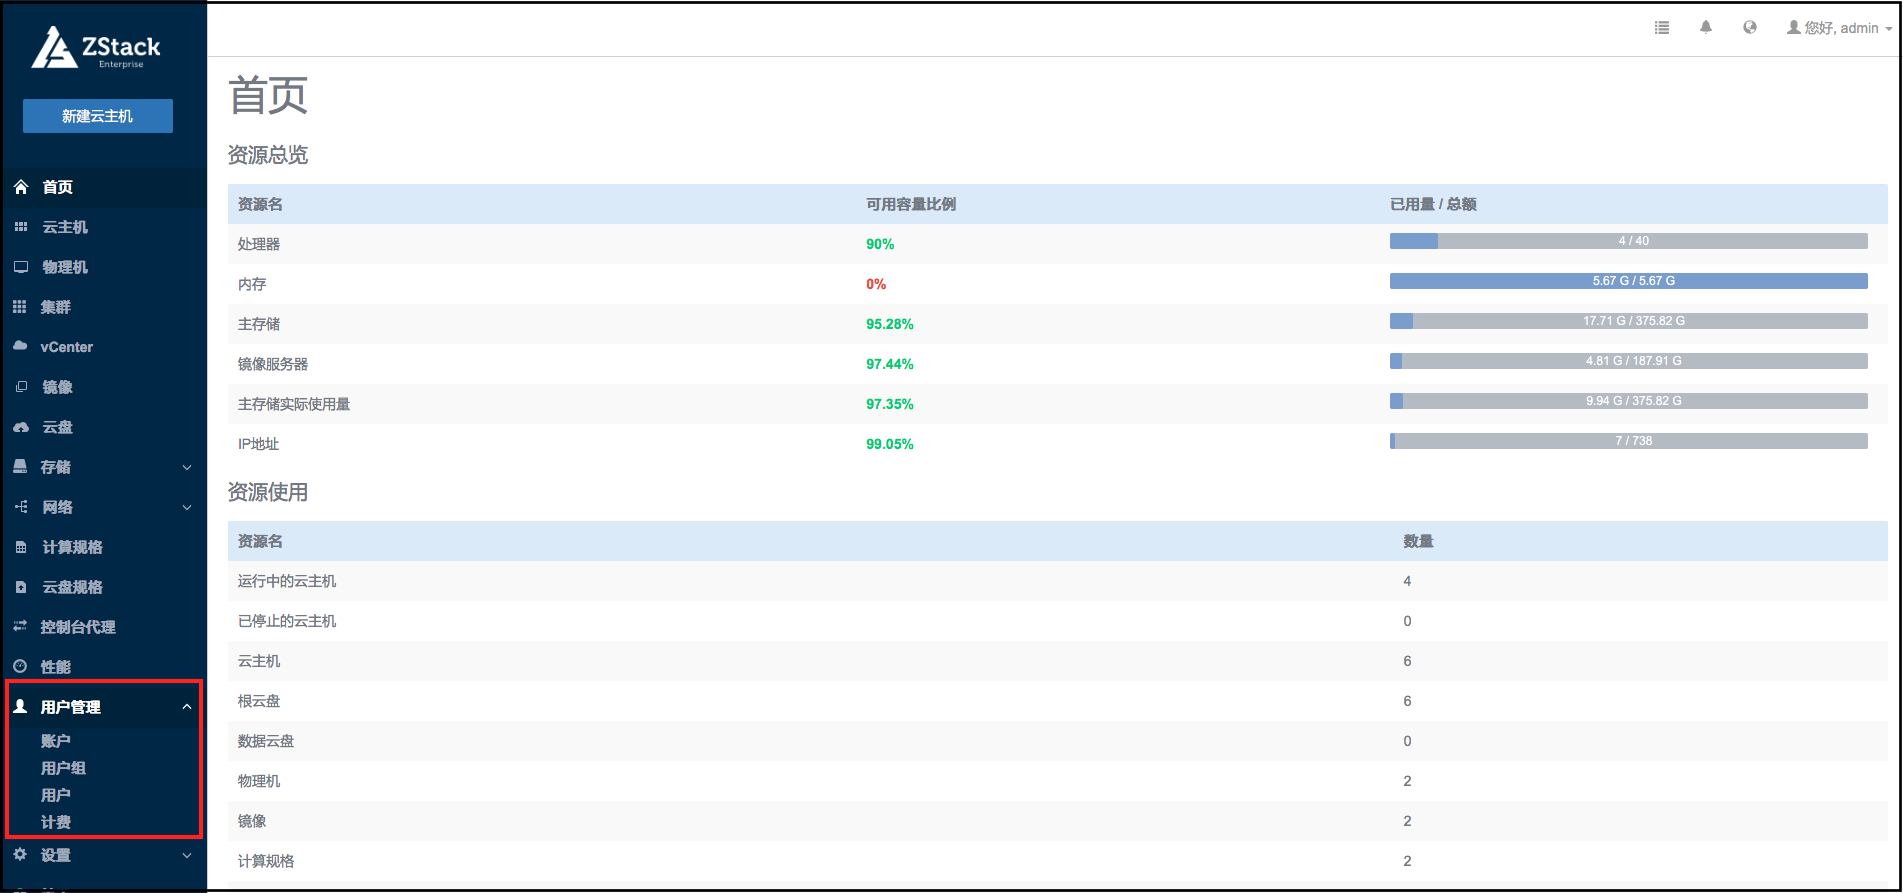 ZStack
Enterprise
新建云主机
首页
云主机
物理机
集群
vCenter
镜像
云盘
存储
网络
计算规格
云盘规格
控制台代理
性能
用户管理
账户
用户组
用户
计费
设置
您好, admin
首页
资源总览
资源名 可用容量比例 已用量 / 总额
处理器 90% 4 / 40
内存 0% 5.67 G / 5.67 G
主存储 95.28% 17.71 G / 375.82 G
镜像服务器 97.44% 4.81 G / 187.91 G
主存储实际使用量 97.35% 9.94 G / 375.82 G
IP地址 99.05% 7 / 738
资源使用
资源名 数量
运行中的云主机 4
已停止的云主机 0
云主机 6
根云盘 6
数据云盘 0
物理机 2
镜像 2
计算规格 2